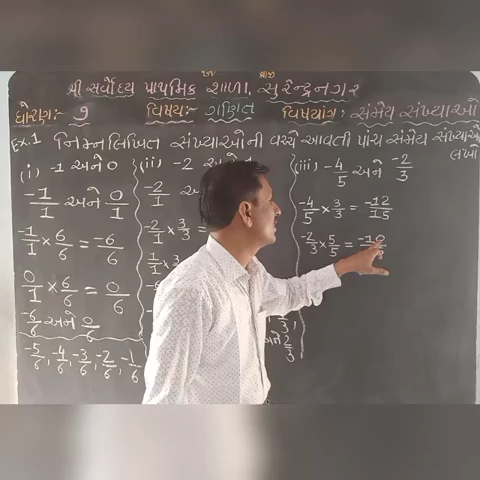 શ્રી સર્વોદય પ્રાથમિક શાળા, સુરેન્દ્રનગર
ધોરણ:- 7 વિષય:- ગણિત વિષયાંગ:- સંમેય સંખ્યાઓ
Ex.1 નિમ્નલિખિત સંખ્યાઓની વચ્ચે આવતી પાંચ સંમેય સંખ્યાઓ
લખો
(i) -1 અને 0
-1/1 અને 0/1
-1/1 × 6/6 = -6/6
0/1 × 6/6 = 0/6
-6/6 અને 0/6
-5/6, -4/6, -3/6, -2/6, -1/6
(ii) -2
-2/1
-2/1 × 3/3 =
1/1 × 3/3
(iii) -4/5 અને -2/3
-4/5 × 3/3 = -12/15
-2/3 × 5/5 = -10